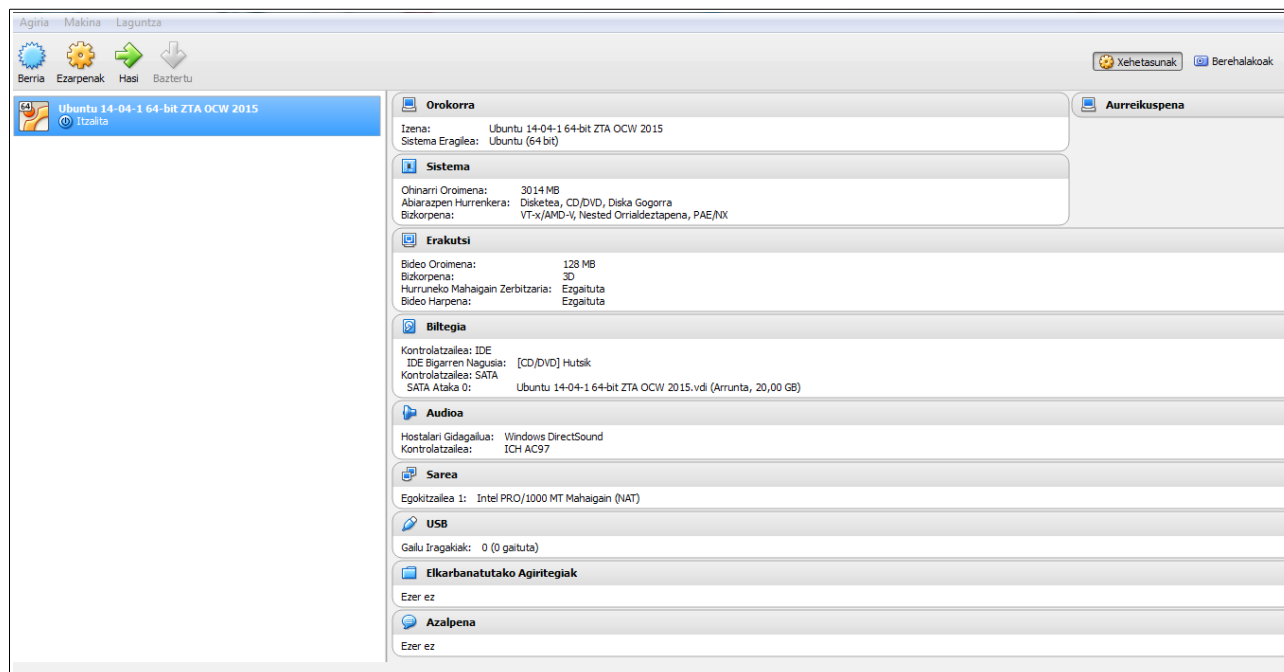 Agiria Makina Laguntza
Berria Ezarpenak Hasi Baztertu
Xehetasunak Berehalakoak
64 Ubuntu 14-04-1 64-bit ZTA OCW 2015
Itzalita
Orokorra
Izena: Ubuntu 14-04-1 64-bit ZTA OCW 2015
Sistema Eragilea: Ubuntu (64 bit)
Aurreikuspena
Sistema
Ohinarri Oroimena: 3014 MB
Abiarazpen Hurrenkera: Disketea, CD/DVD, Diska Gogorra
Bizkorpena: VT-x/AMD-V, Nested Orrialdeztapena, PAE/NX
Erakutsi
Bideo Oroimena: 128 MB
Bizkorpena: 3D
Hurruneko Mahaigain Zerbitzaria: Ezgaituta
Bideo Harpena: Ezgaituta
Biltegia
Kontrolatzailea: IDE
IDE Bigarren Nagusia: [CD/DVD] Hutsik
Kontrolatzailea: SATA
SATA Ataka 0: Ubuntu 14-04-1 64-bit ZTA OCW 2015.vdi (Arrunta, 20,00 GB)
Audioa
Hostalari Gidagailua: Windows DirectSound
Kontrolatzailea: ICH AC97
Sarea
Egokitzailea 1: Intel PRO/1000 MT Mahaigain (NAT)
USB
Gailu Iragakiak: 0 (0 gaituta)
Elkarbanatutako Agiritegiak
Ezer ez
Azalpena
Ezer ez